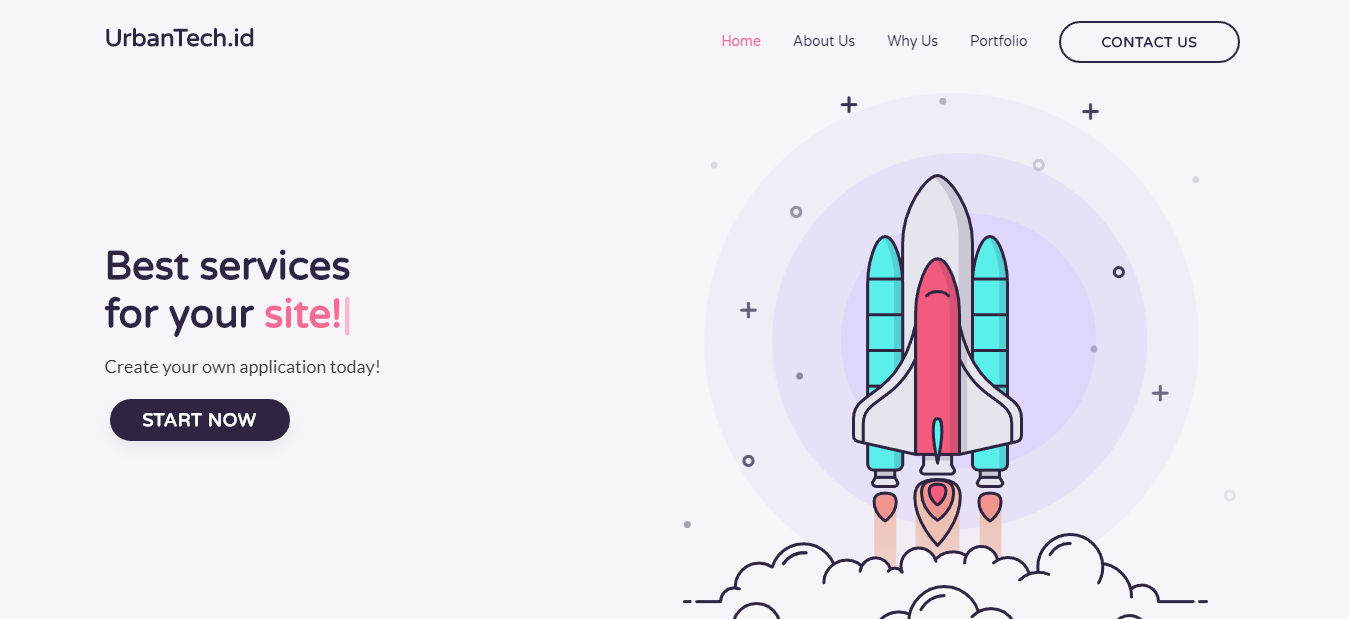 UrbanTech.id
Home
About Us
Why Us
Portfolio
CONTACT US
Best services
for your site!|
Create your own application today!
START NOW